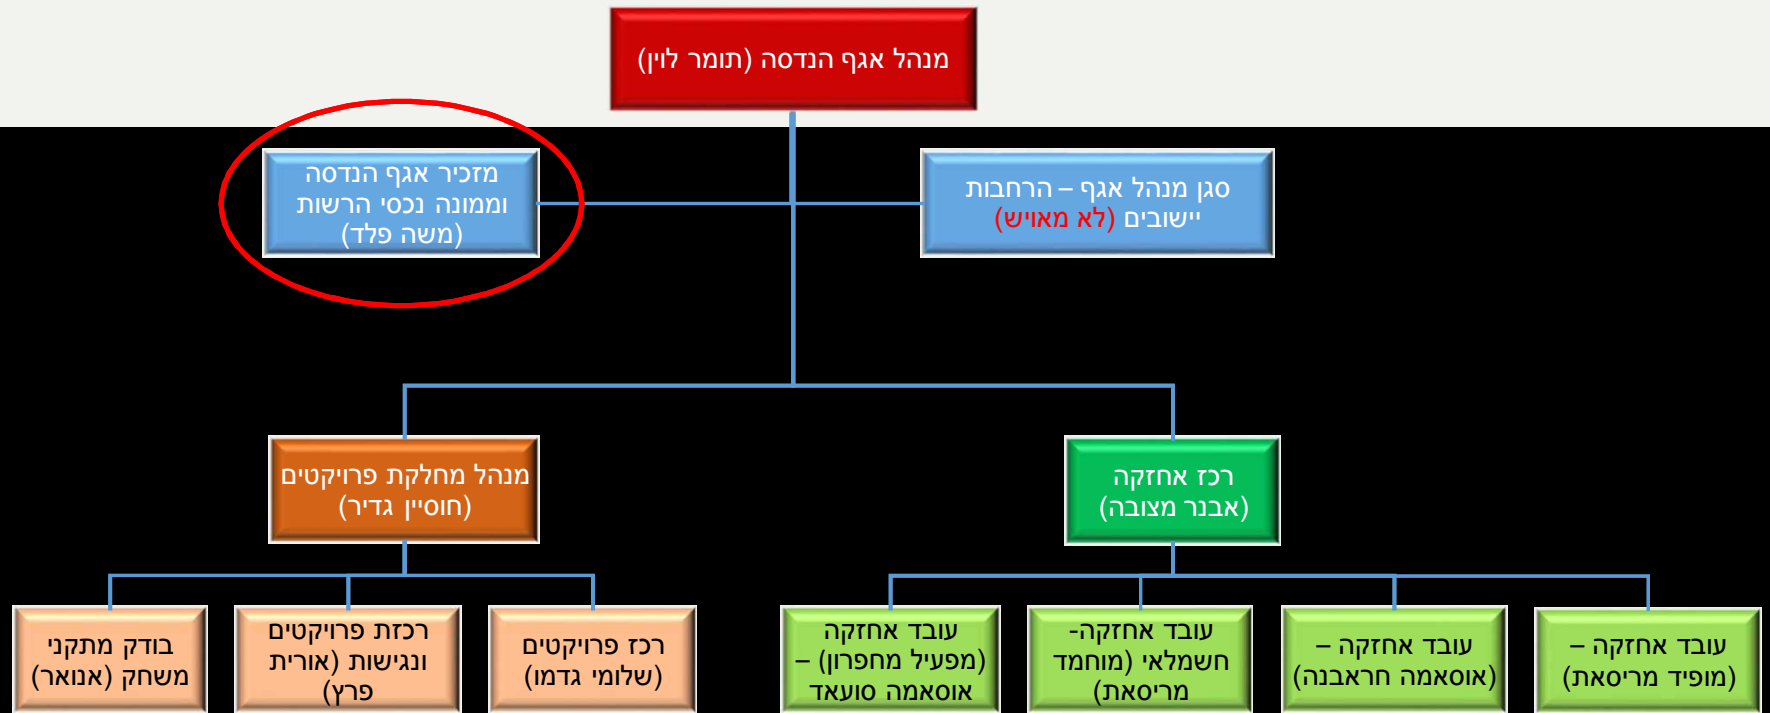 מנהל אגף הנדסה (תומר לוין)
סגן מנהל אגף – הרחבות
יישובים (לא מאויש)
מזכיר אגף הנדסה
וממונה נכסי הרשות
(משה פלד)
רכז אחזקה
(אבנר מצובה)
מנהל מחלקת פרויקטים
(חוסיין גדיר)
עובד אחזקה –
(מופיד מריסאת)
עובד אחזקה –
(אוסאמה חראבנה)
עובד אחזקה-
חשמלאי (מוחמד
מריסאת)
עובד אחזקה
(מפעיל מחפרון) –
אוסאמה סועאד
רכז פרויקטים
(שלומי גדמו)
רכזת פרויקטים
ונגישות (אורית
פרץ)
בודק מתקני
משחק (אנואר)